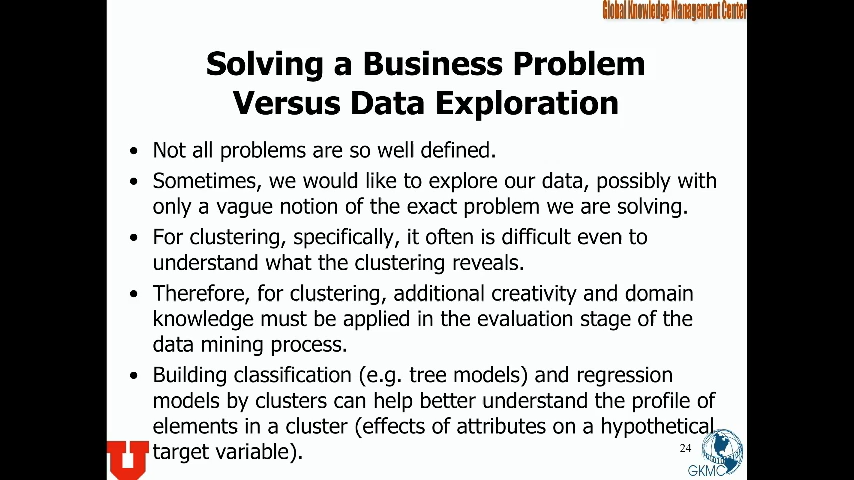 Global Knowledge Management Center
Solving a Business Problem
Versus Data Exploration
• Not all problems are so well defined.
• Sometimes, we would like to explore our data, possibly with
only a vague notion of the exact problem we are solving.
• For clustering, specifically, it often is difficult even to
understand what the clustering reveals.
• Therefore, for clustering, additional creativity and domain
knowledge must be applied in the evaluation stage of the
data mining process.
• Building classification (e.g. tree models) and regression
models by clusters can help better understand the profile of
elements in a cluster (effects of attributes on a hypothetical
target variable).
24
U
GKMC